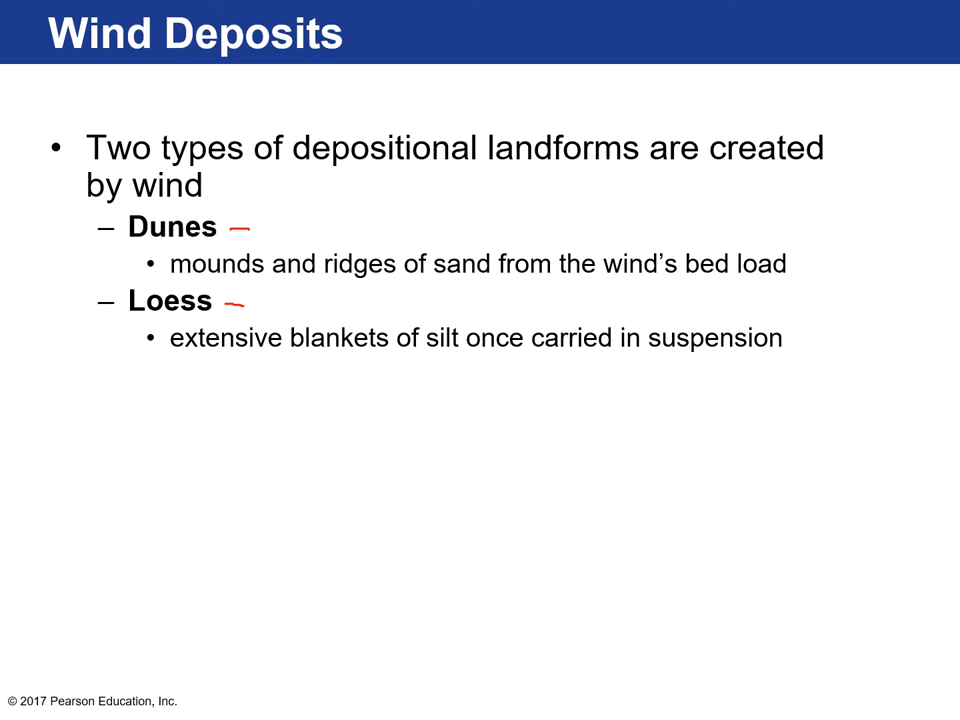 Wind Deposits
• Two types of depositional landforms are created
by wind
– Dunes
• mounds and ridges of sand from the wind’s bed load
– Loess
• extensive blankets of silt once carried in suspension
© 2017 Pearson Education, Inc.